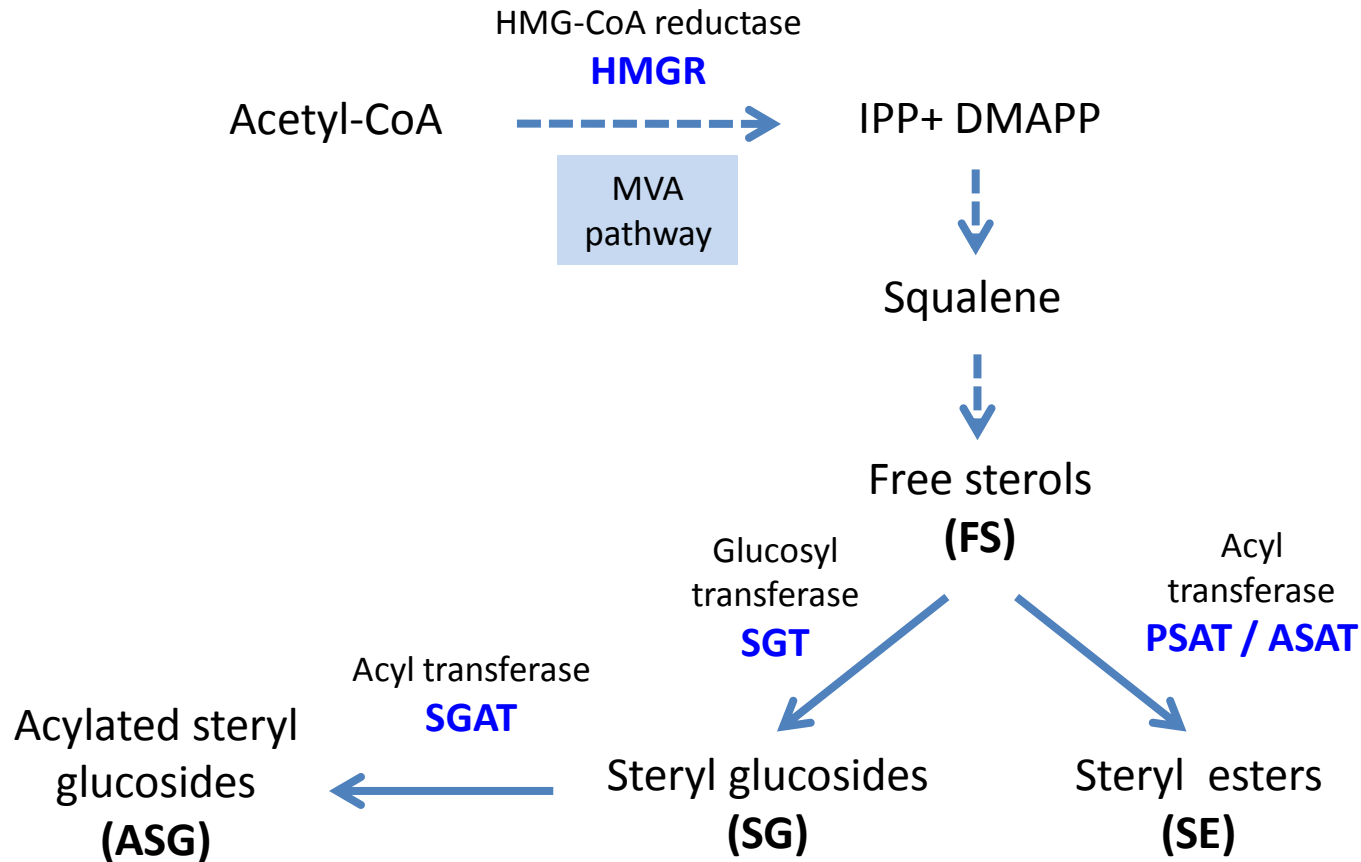 HMG-CoA reductase
HMGR
Acetyl-CoA
IPP+ DMAPP
MVA
pathway
Squalene
Free sterols
(FS)
Glucosyl
transferase
SGT
Acyl
transferase
PSAT / ASAT
Acyl transferase
SGAT
Acylated steryl
glucosides
(ASG)
Steryl glucosides
(SG)
Steryl esters
(SE)